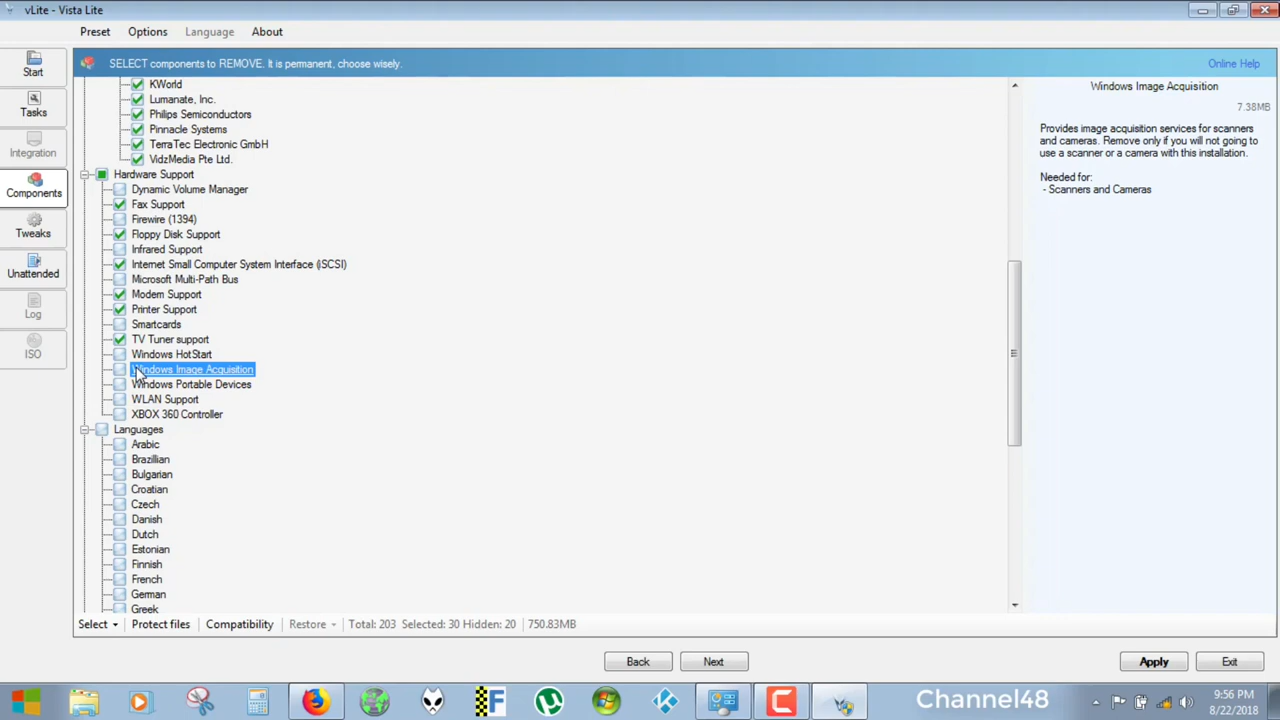 vLite - Vista Lite
Preset Options Language About
SELECT components to REMOVE. It is permanent, choose wisely.
Online Help
Start
Tasks
Integration
Components
Tweaks
Unattended
Log
ISO
KWorld
Lumanate, Inc.
Philips Semiconductors
Pinnacle Systems
TerraTec Electronic GmbH
VidzMedia Pte Ltd.
Hardware Support
Dynamic Volume Manager
Fax Support
Firewire (1394)
Floppy Disk Support
Infrared Support
Internet Small Computer System Interface (iSCSI)
Microsoft Multi-Path Bus
Modem Support
Printer Support
Smartcards
TV Tuner support
Windows HotStart
Windows Image Acquisition
Windows Portable Devices
WLAN Support
XBOX 360 Controller
Languages
Arabic
Brazillian
Bulgarian
Croatian
Czech
Danish
Dutch
Estonian
Finnish
French
German
Greek
Windows Image Acquisition
7.38MB
Provides image acquisition services for scanners
and cameras. Remove only if you will not going to
use a scanner or a camera with this installation.
Needed for:
- Scanners and Cameras
Select Protect files Compatibility Restore Total: 203 Selected: 30 Hidden: 20 750.83MB
Back Next Apply Exit
Channel48
9:56 PM
8/22/2018